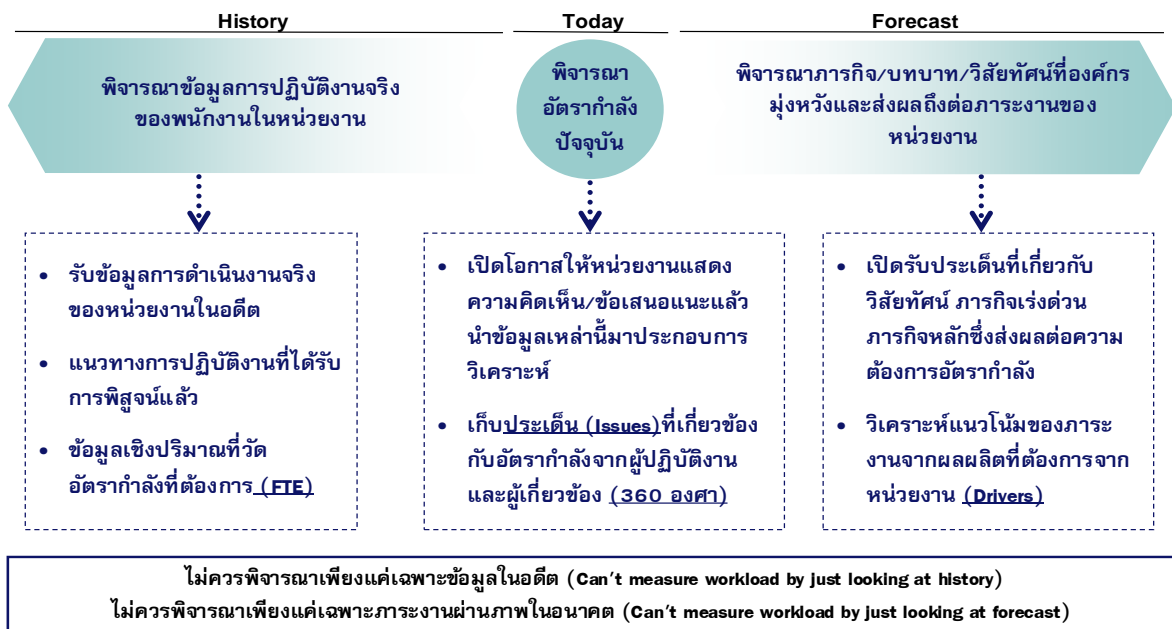 History
Today
Forecast
พิจารณาข้อมูลการปฏิบัติงานจริง
ของพนักงานในหน่วยงาน
พิจารณา
อัตรากำลัง
ปัจจุบัน
พิจารณาภารกิจ/บทบาท/วิสัยทัศน์ที่องค์กร
มุ่งหวังและส่งผลถึงต่อภาระงานของ
หน่วยงาน
• รับข้อมูลการดำเนินงานจริง
ของหน่วยงานในอดีต
• แนวทางการปฏิบัติงานที่ได้รับ
การพิสูจน์แล้ว
• ข้อมูลเชิงปริมาณที่วัด
อัตรากำลังที่ต้องการ (FTE)
• เปิดโอกาสให้หน่วยงานแสดง
ความคิดเห็น/ข้อเสนอแนะแล้ว
นำข้อมูลเหล่านี้มาประกอบการ
วิเคราะห์
• เก็บประเด็น (Issues)ที่เกี่ยวข้อง
กับอัตรากำลังจากผู้ปฏิบัติงาน
และผู้เกี่ยวข้อง (360 องศา)
• เปิดรับประเด็นที่เกี่ยวกับ
วิสัยทัศน์ ภารกิจเร่งด่วน
ภารกิจหลักซึ่งส่งผลต่อความ
ต้องการอัตรากำลัง
• วิเคราะห์แนวโน้มของภาระ
งานจากผลผลิตที่ต้องการจาก
หน่วยงาน (Drivers)
ไม่ควรพิจารณาเพียงแค่เฉพาะข้อมูลในอดีต (Can't measure workload by just looking at history)
ไม่ควรพิจารณาเพียงแค่เฉพาะภาระงานผ่านภาพในอนาคต (Can't measure workload by just looking at forecast)